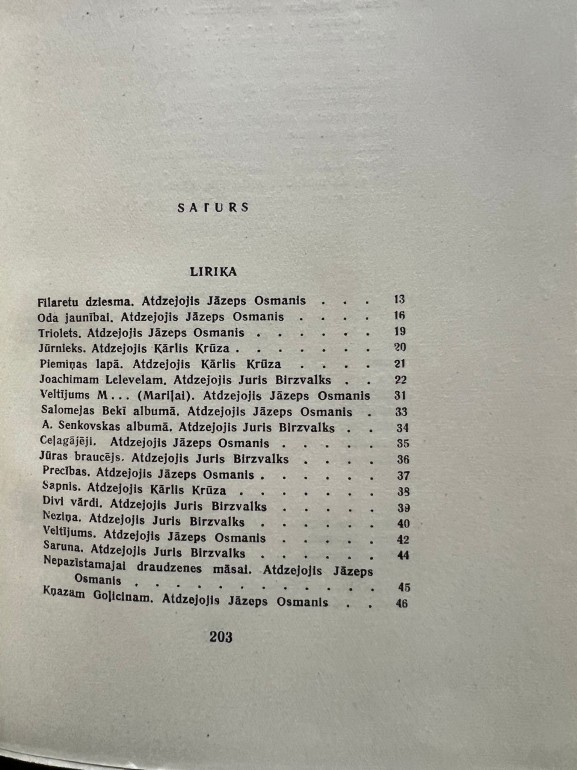 SATURS
LIRIKA
Filaretu dziesma. Atdzejojis Jāzeps Osmanis . . . 13
Oda jaunībai. Atdzejojis Jāzeps Osmanis . . . . 16
Triolets. Atdzejojis Jāzeps Osmanis . . . . . . 19
Jūrnieks. Atdzejojis Ķārlis Krūza . . . . . . . 20
Piemiņas lapā. Atdzejojis Kārlis Krūza . . . . 21
Joachimam Lelevelam. Atdzejojis Juris Birzvalks . . 22
Veltījums M... (Mariļai). Atdzejojis Jāzeps Osmanis 31
Salomejas Bekī albumā. Atdzejojis Jāzeps Osmanis . 33
A. Senkovskas albumā. Atdzejojis Juris Birzvalks . . 34
Ceļagājēji. Atdzejojis Jāzeps Osmanis . . . . . 35
Jūras braucējs. Atdzejojis Juris Birzvalks . . . . 36
Precības. Atdzejojis Jāzeps Osmanis . . . . . . 37
Sapnis. Atdzejojis Kārlis Krūza . . . . . . . 38
Divi vārdi. Atdzejojis Juris Birzvalks . . . . . 39
Neziņa. Atdzejojis Juris Birzvalks . . . . . . 40
Veltījums. Atdzejojis Jāzeps Osmanis . . . . . 42
Saruna. Atdzejojis Juris Birzvalks . . . . . . 44
Nepazīstamajai draudzenes māsai. Atdzejojis Jāzeps
Osmanis . . . . . . . . . . . 45
Kņazam Goļicinam. Atdzejojis Jāzeps Osmanis . . 46
203